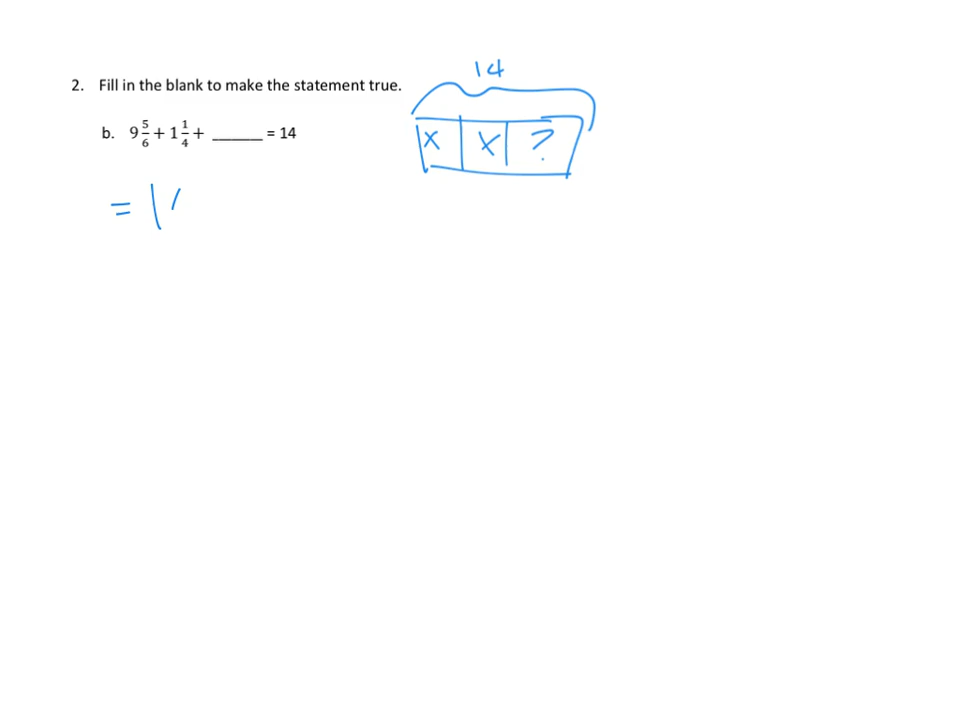 14
2. Fill in the blank to make the statement true.
b. 9 5/6 + 1 1/4 + ______ = 14
x x ?
=